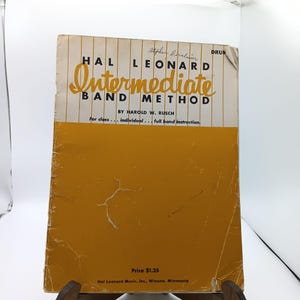 DRUM
HAL LEONARD
Intermediate
BAND METHOD
BY HAROLD W. RUSCH
For class . . . individual . . . full band instruction.
Price $1.25
Hal Leonard Music, Inc., Winona, Minnesota